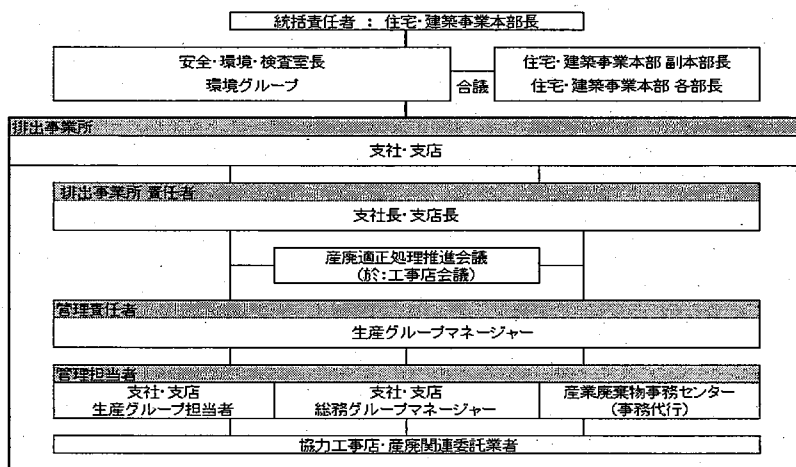 統括責任者 : 住宅・建築事業本部長
安全・環境・検査室長
環境グループ
合議
住宅・建築事業本部 副本部長
住宅・建築事業本部 各部長
排出事業所
支社・支店
排出事業所 責任者
支社長・支店長
産廃適正処理推進会議
(於:工事店会議)
管理責任者
生産グループマネージャー
管理担当者
支社・支店
生産グループ担当者
支社・支店
総務グループマネージャー
産業廃棄物事務センター
(事務代行)
協力工事店・産廃関連委託業者